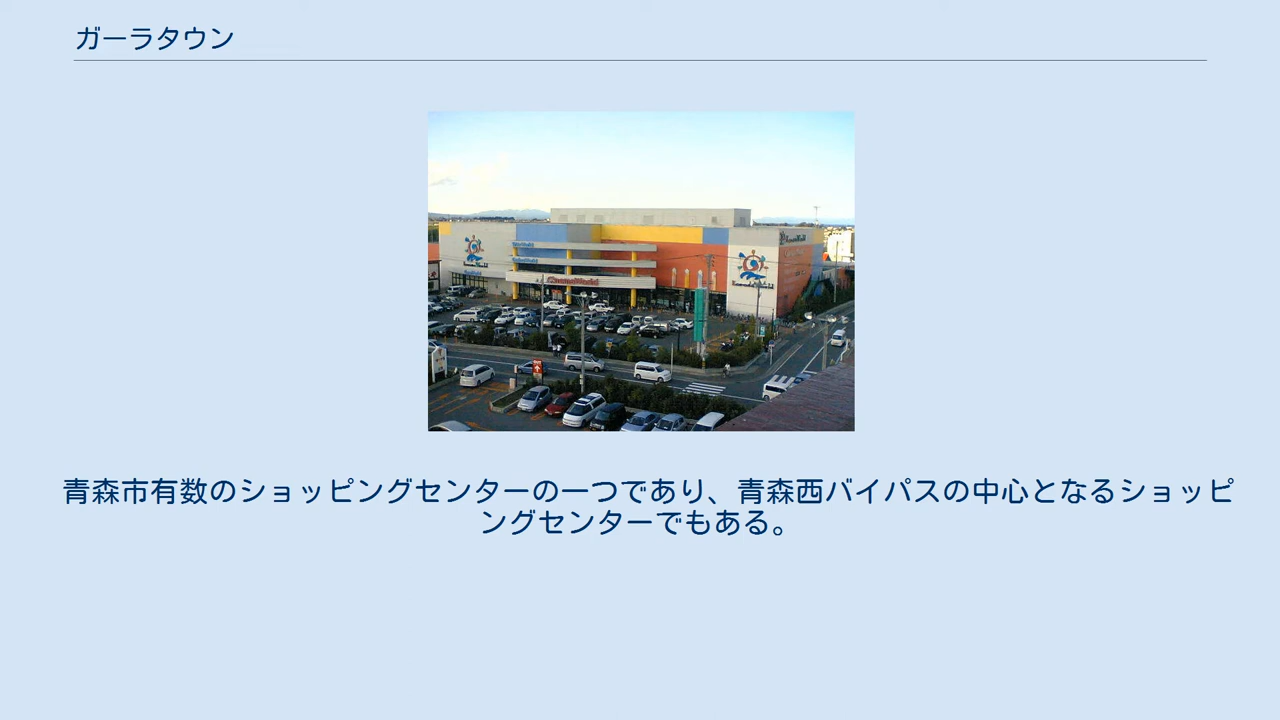 ガーラタウン
青森市有数のショッピングセンターの一つであり、青森西バイパスの中心となるショッピ
ングセンターでもある。